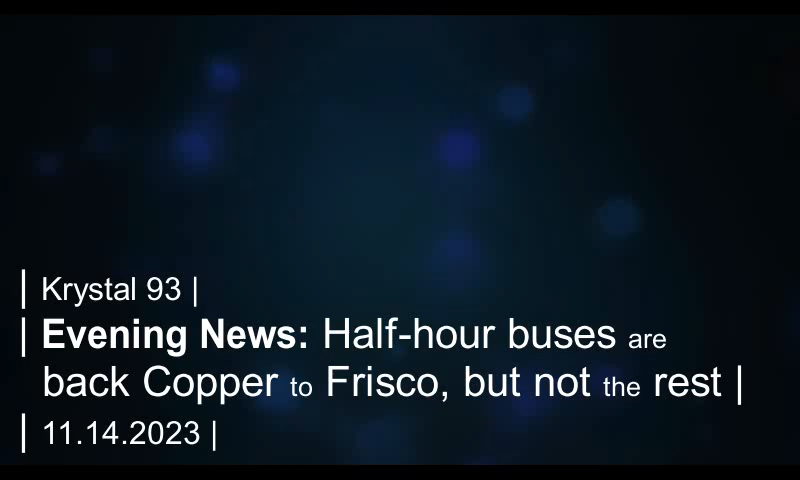 | Krystal 93 |
| Evening News: Half-hour buses are
back Copper to Frisco, but not the rest |
| 11.14.2023 |